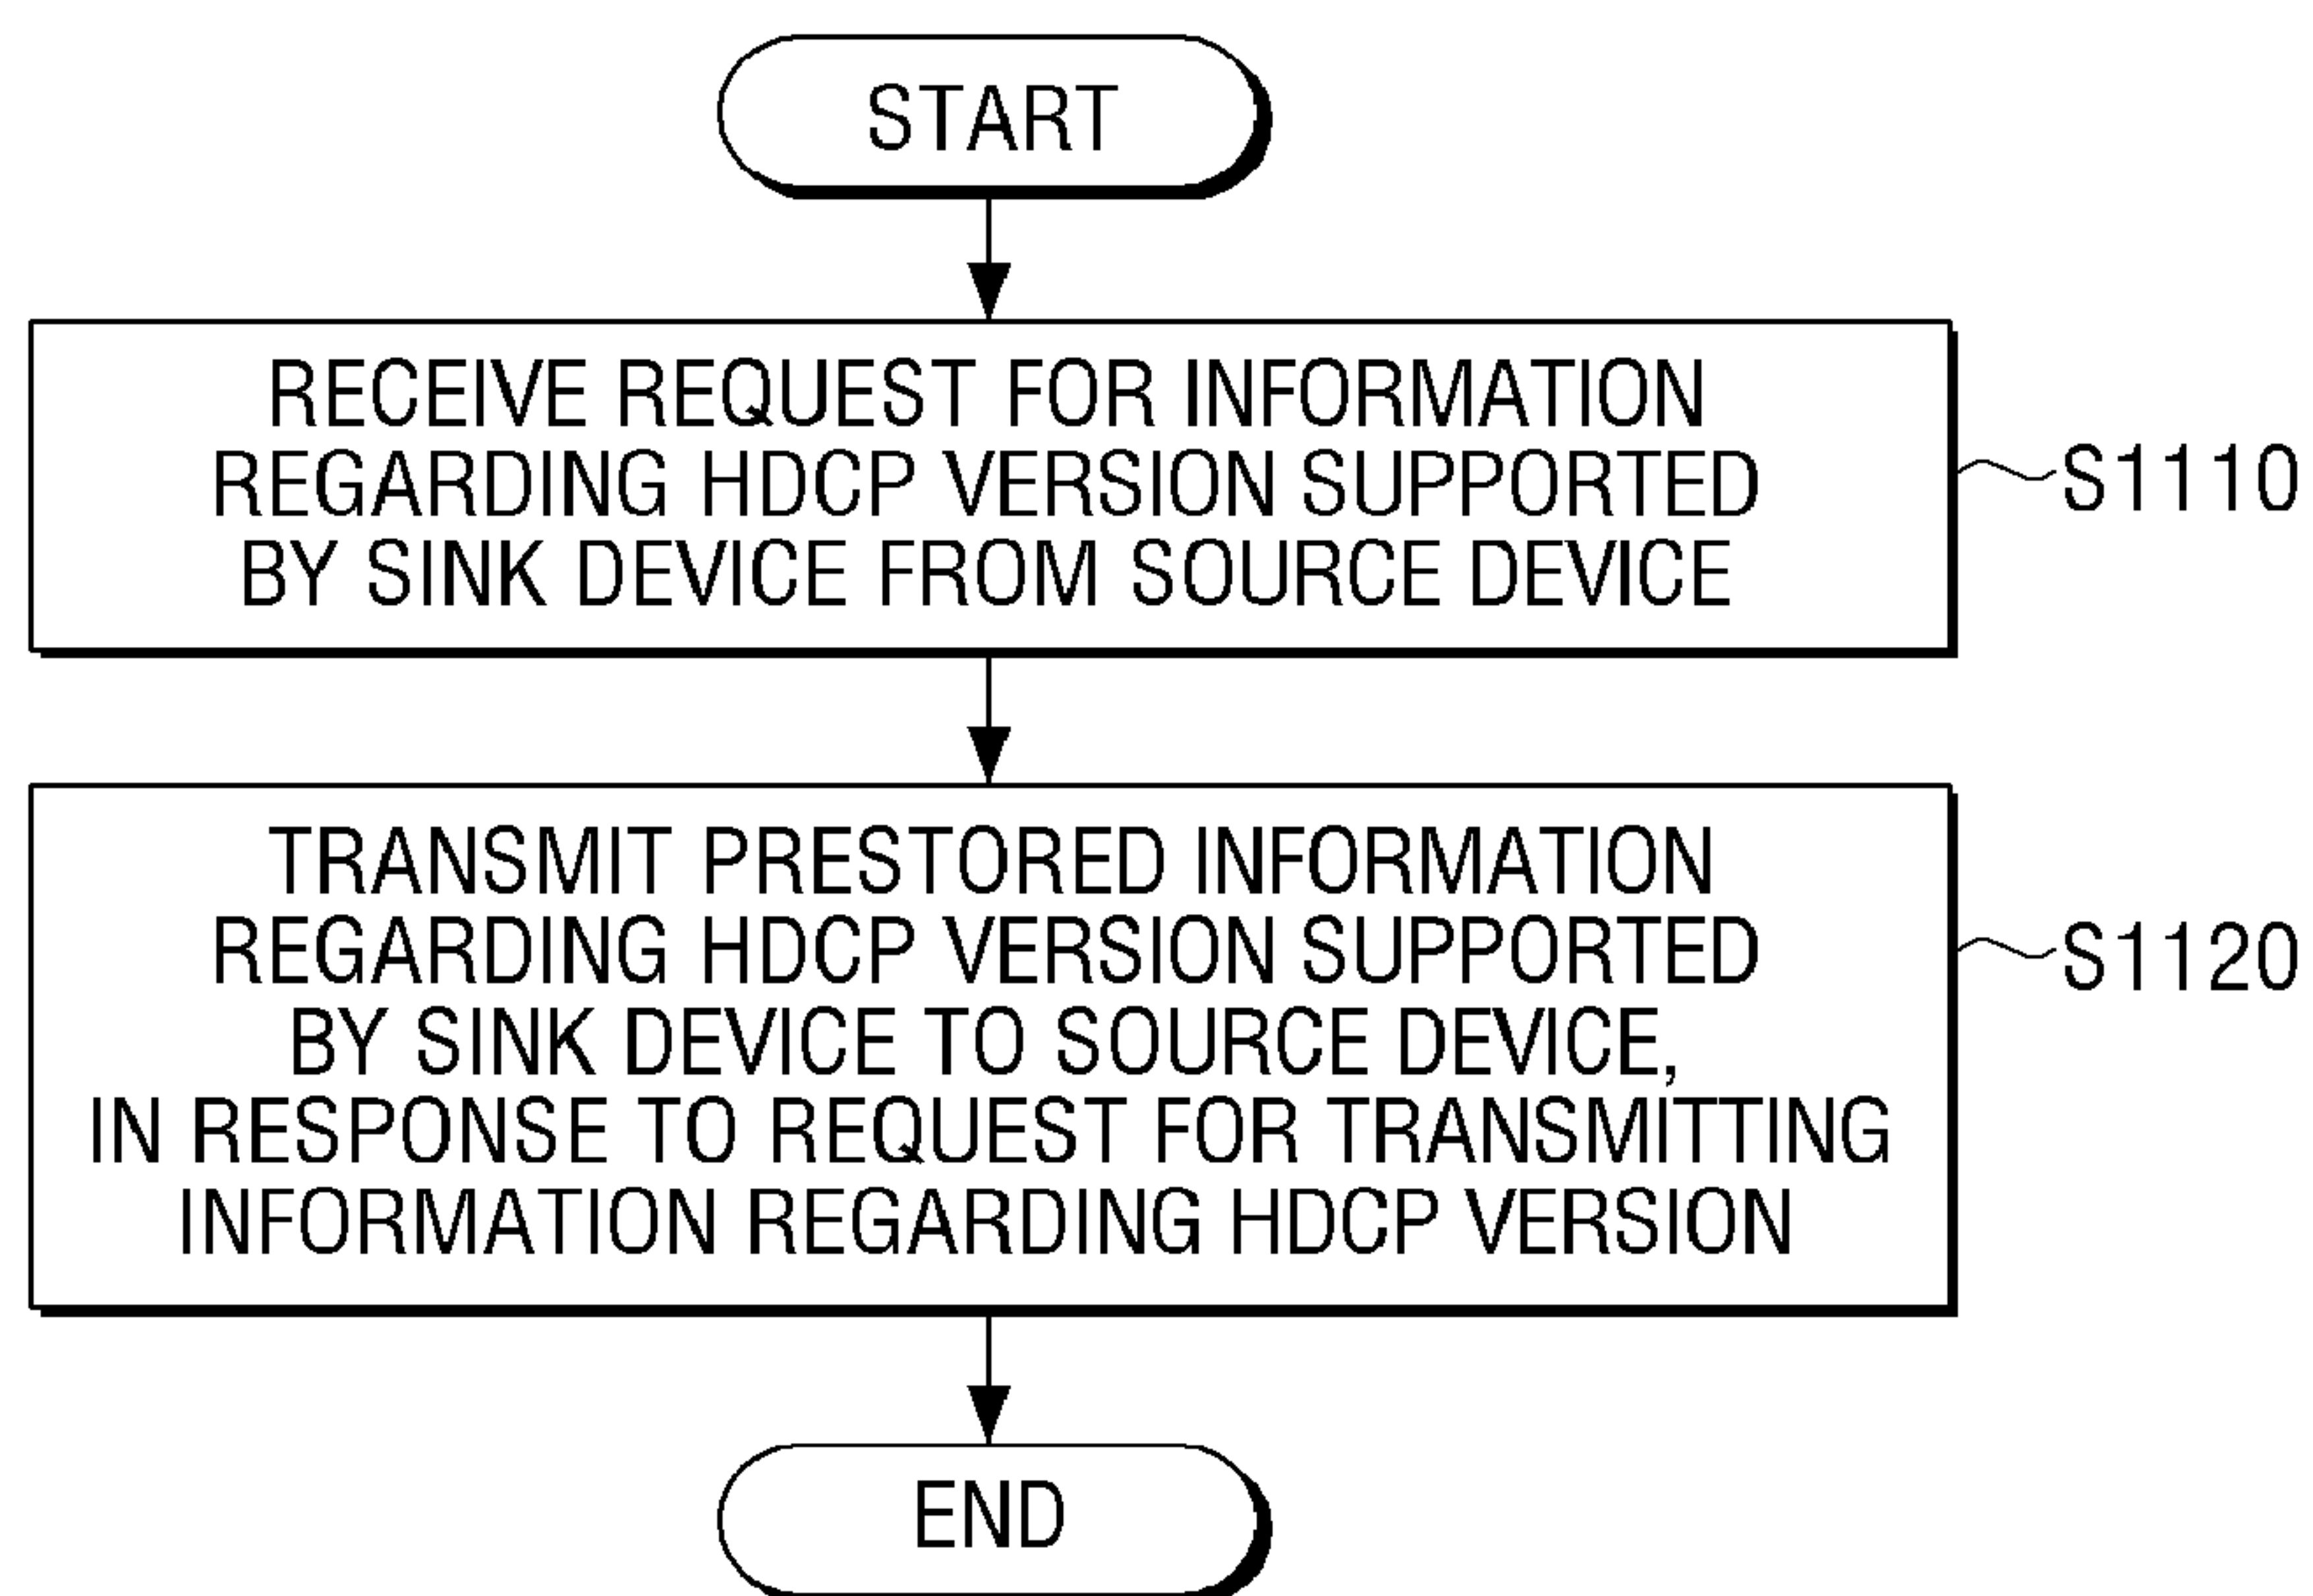 START
RECEIVE REQUEST FOR INFORMATION
REGARDING HDCP VERSION SUPPORTED
BY SINK DEVICE FROM SOURCE DEVICE
S1110
TRANSMIT PRESTORED INFORMATION
REGARDING HDCP VERSION SUPPORTED
BY SINK DEVICE TO SOURCE DEVICE,
IN RESPONSE TO REQUEST FOR TRANSMITTING
INFORMATION REGARDING HDCP VERSION
S1120
END